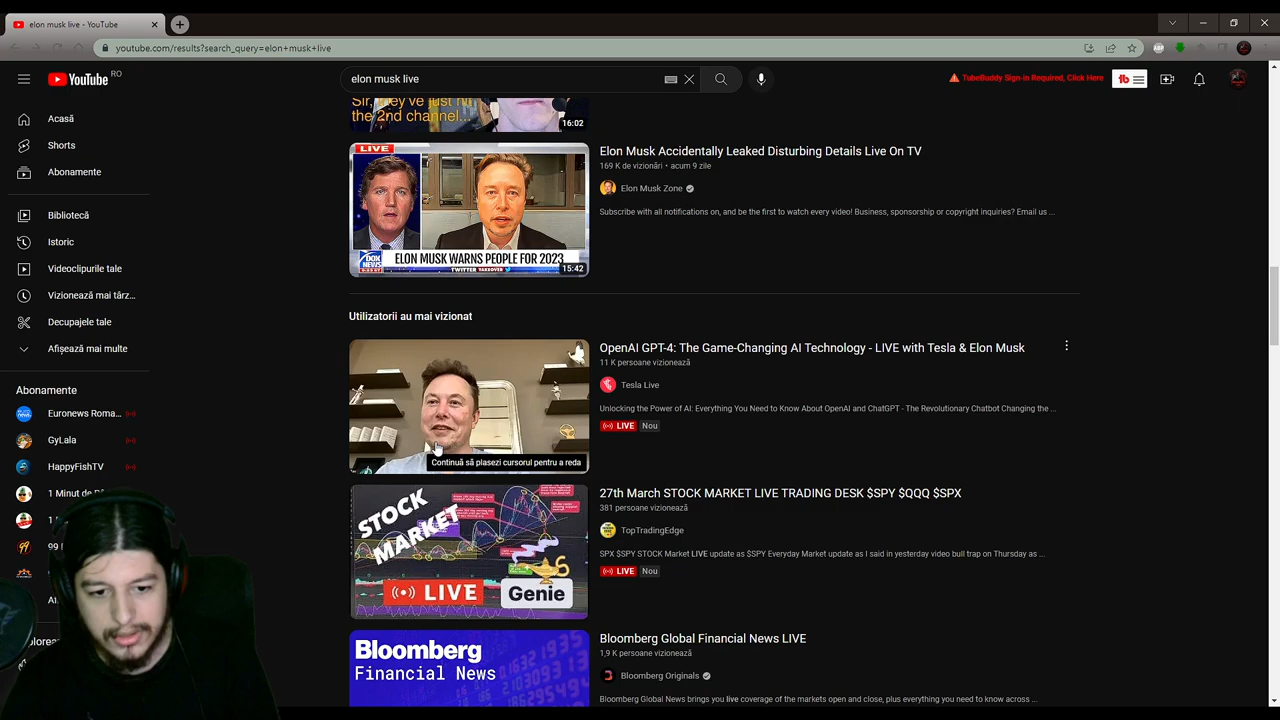 elon musk live - YouTube
youtube.com/results?search_query=elon+musk+live
YouTube RO
elon musk live
TubeBuddy Sign-in Required, Click Here
tb
Acasă
Shorts
Abonamente
Bibliotecă
Istoric
Videoclipurile tale
Vizionează mai târz...
Decupajele tale
Afișează mai multe
Abonamente
Euronews Roma...
GyLala
HappyFishTV
Sir, they've just hit
the 2nd channel...
16:02
LIVE
ELON MUSK WARNS PEOPLE FOR 2023
TWITTER TAKEOVER
15:42
Elon Musk Accidentally Leaked Disturbing Details Live On TV
169 K de vizionări • acum 9 zile
Elon Musk Zone
Subscribe with all notifications on, and be the first to watch every video! Business, sponsorship or copyright inquiries? Email us ...
Utilizatorii au mai vizionat
Continuă să plasezi cursorul pentru a reda
OpenAI GPT-4: The Game-Changing AI Technology - LIVE with Tesla & Elon Musk
11 K persoane vizionează
Tesla Live
Unlocking the Power of AI: Everything You Need to Know About OpenAI and ChatGPT - The Revolutionary Chatbot Changing the ...
LIVE Nou
STOCK
MARKET
LIVE
Genie
27th March STOCK MARKET LIVE TRADING DESK $SPY $QQQ $SPX
381 persoane vizionează
TopTradingEdge
SPX $SPY STOCK Market LIVE update as $SPY Everyday Market update as I said in yesterday video bull trap on Thursday as ...
LIVE Nou
Bloomberg
Financial News
Bloomberg Global Financial News LIVE
1,9 K persoane vizionează
Bloomberg Originals
Bloomberg Global News brings you live coverage of the markets open and close, plus everything you need to know across ...